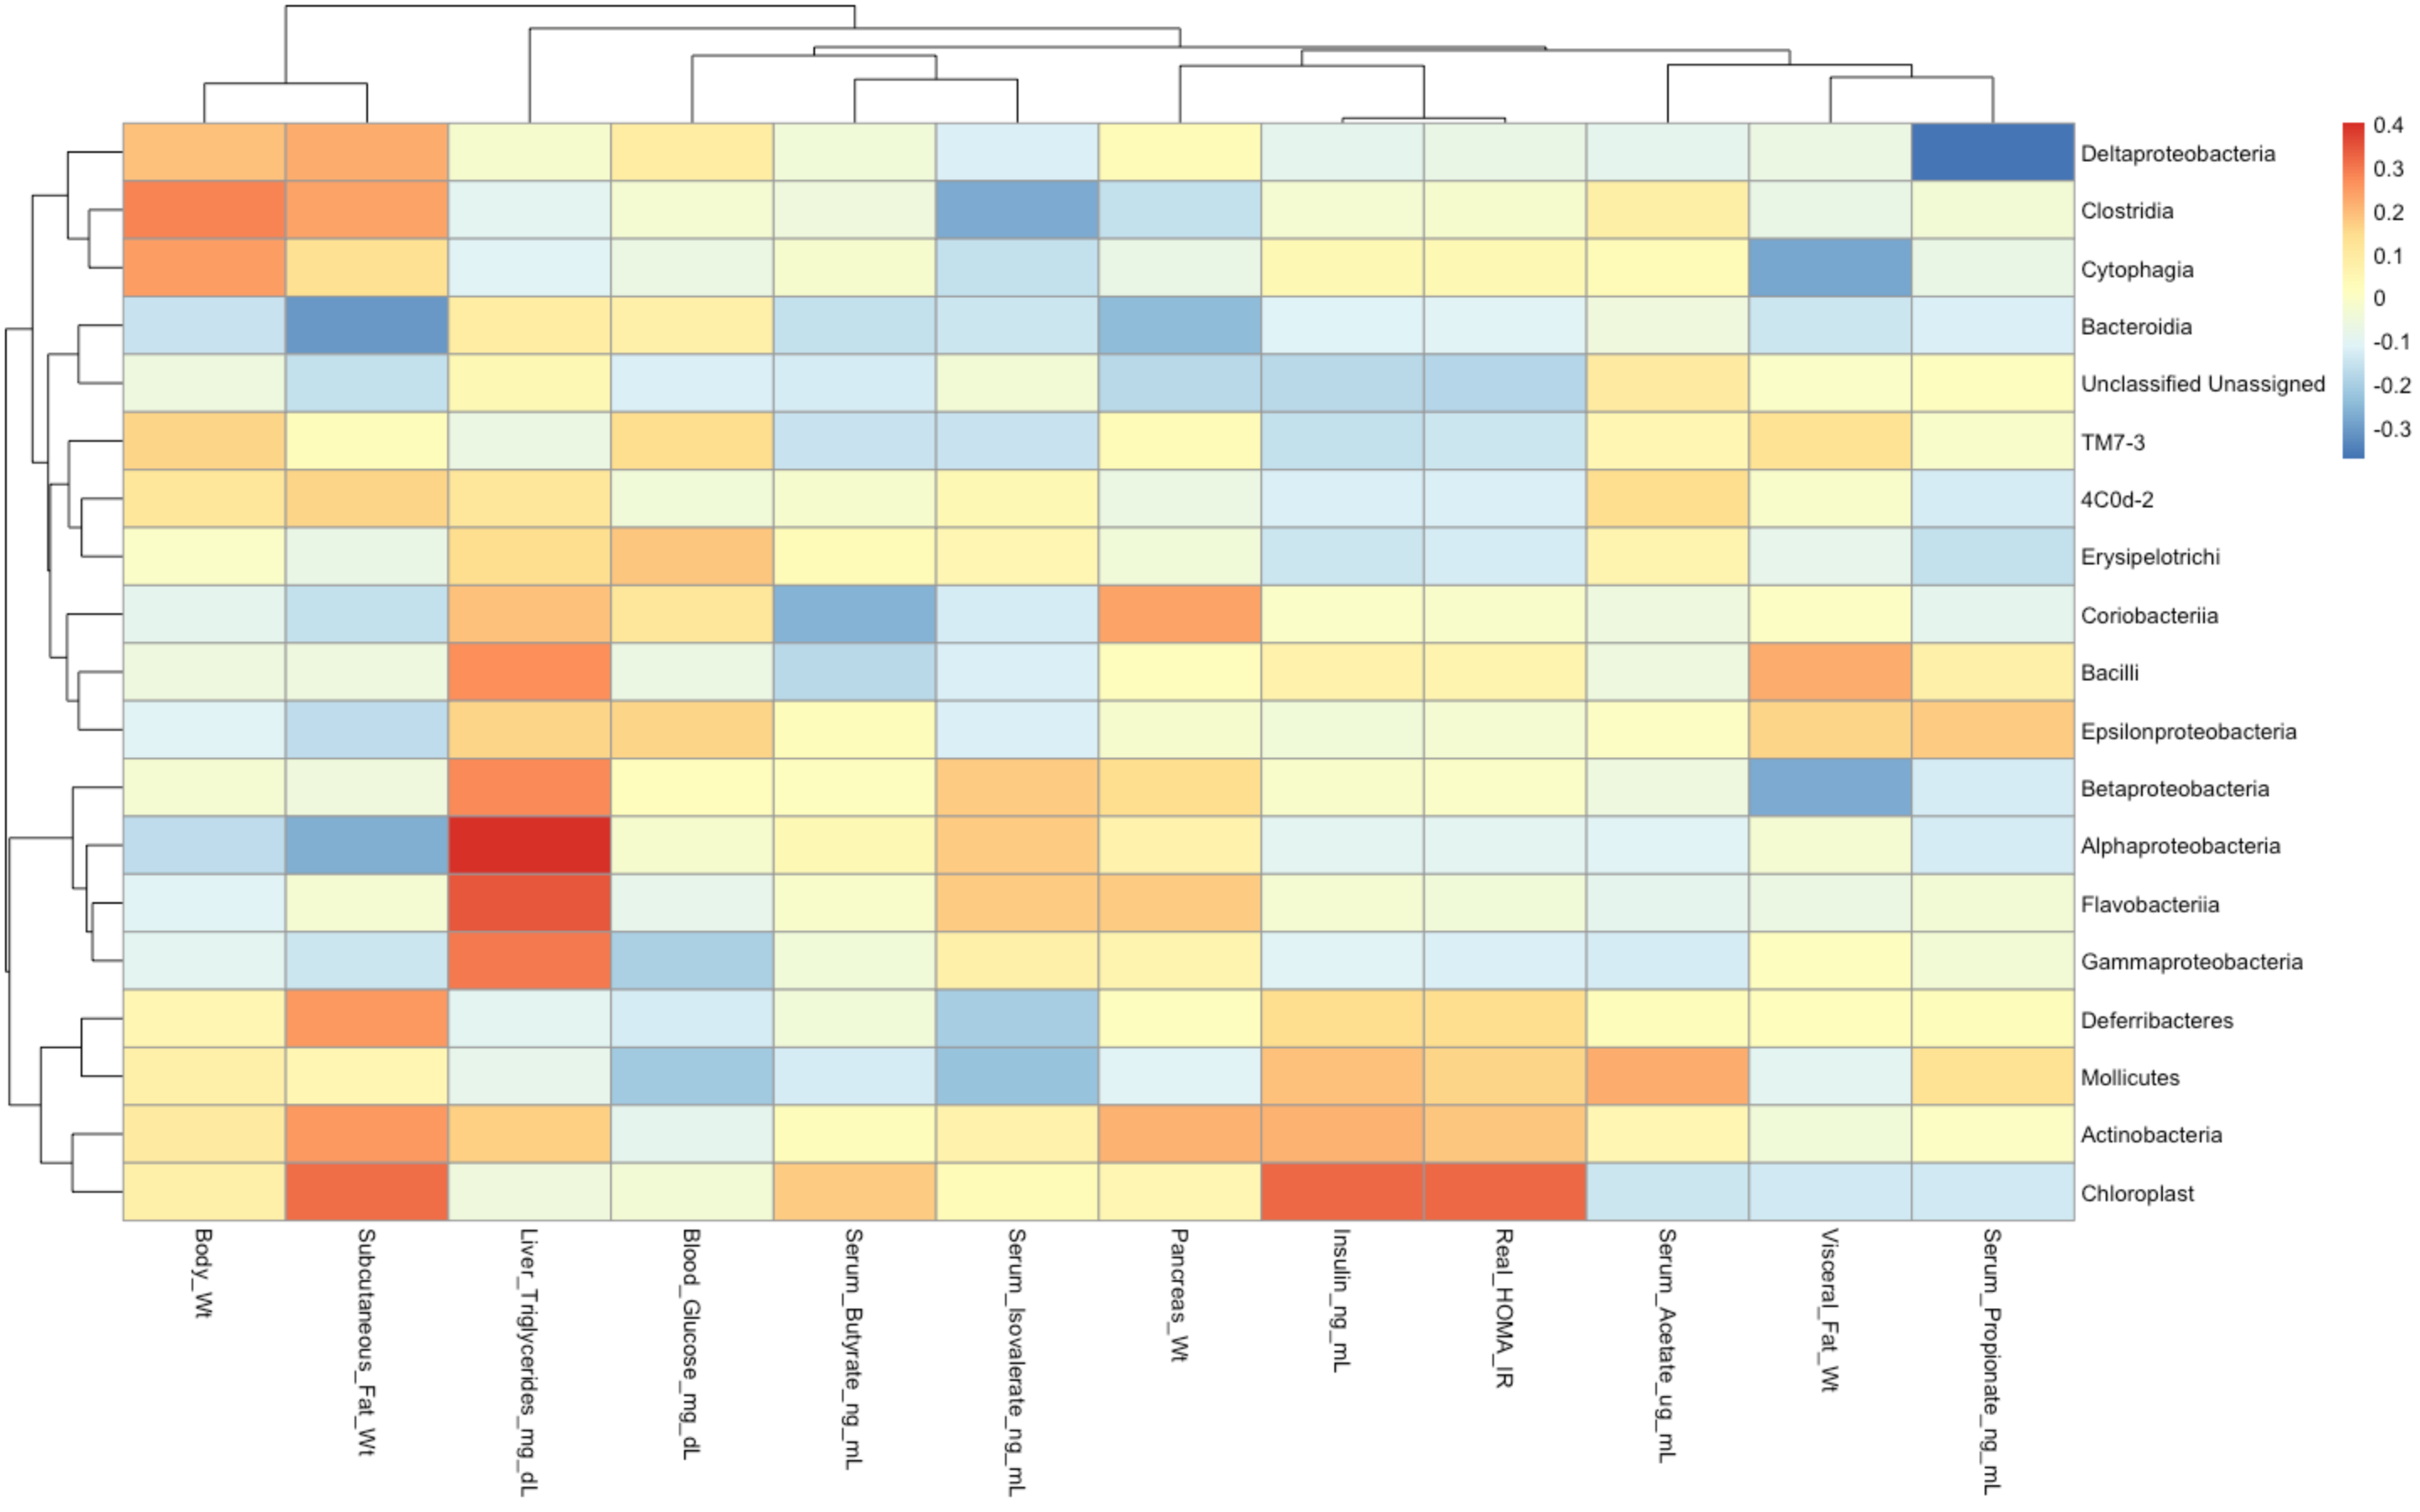 0.4
0.3
0.2
0.1
0
-0.1
-0.2
-0.3
Deltaproteobacteria
Clostridia
Cytophagia
Bacteroidia
Unclassified Unassigned
TM7-3
4C0d-2
Erysipelotrichi
Coriobacteriia
Bacilli
Epsilonproteobacteria
Betaproteobacteria
Alphaproteobacteria
Flavobacteriia
Gammaproteobacteria
Deferribacteres
Mollicutes
Actinobacteria
Chloroplast
Body_Wt
Subcutaneous_Fat_Wt
Liver_Triglycerides_mg_dL
Blood_Glucose_mg_dL
Serum_Butyrate_ng_mL
Serum_Isovalerate_ng_mL
Pancreas_Wt
Insulin_ng_mL
Real_HOMA_IR
Serum_Acetate_ug_mL
Visceral_Fat_Wt
Serum_Propionate_ng_mL